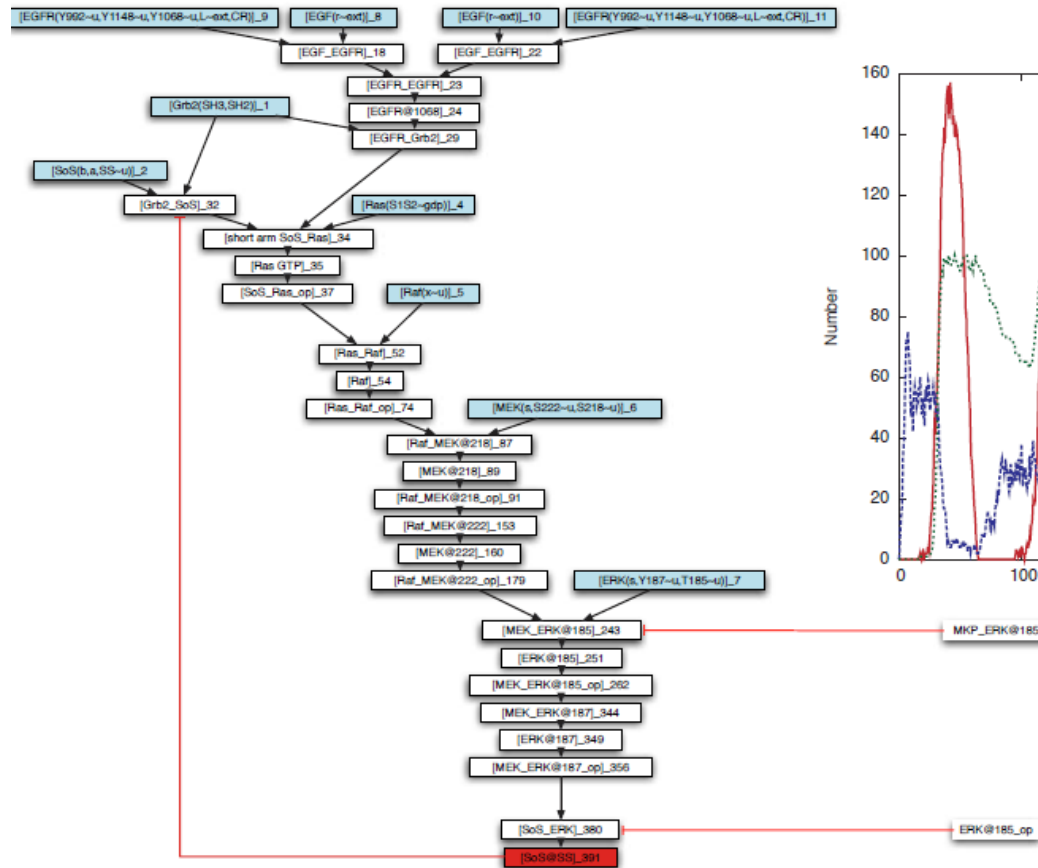 [EGFR(Y992~u,Y1148~u,Y1068~u,L~ext,CR)]_9
[EGF(r~ext)]_8
[EGF(r~ext)]_10
[EGFR(Y992~u,Y1148~u,Y1068~u,L~ext,CR)]_11
[EGF_EGFR]_18
[EGF_EGFR]_22
[EGFR_EGFR]_23
[Grb2(SH3,SH2)]_1
[EGFR@1068]_24
[EGFR_Grb2]_29
[SoS(b,a,SS~u)]_2
[Grb2_SoS]_32
[Ras(S1S2~gdp)]_4
[short arm SoS_Ras]_34
[Ras GTP]_35
[SoS_Ras_op]_37
[Raf(x~u)]_5
[Ras_Raf]_52
[Raf]_54
[Ras_Raf_op]_74
[MEK(s,S222~u,S218~u)]_6
[Raf_MEK@218]_87
[MEK@218]_89
[Raf_MEK@218_op]_91
[Raf_MEK@222]_153
[MEK@222]_160
[Raf_MEK@222_op]_179
[ERK(s,Y187~u,T185~u)]_7
[MEK_ERK@185]_243
MKP_ERK@185
[ERK@185]_251
[MEK_ERK@185_op]_262
[MEK_ERK@187]_344
[ERK@187]_349
[MEK_ERK@187_op]_356
[SoS_ERK]_380
ERK@185_op
[SoS@SS]_391
Number
160
140
120
100
80
60
40
20
0
0
100